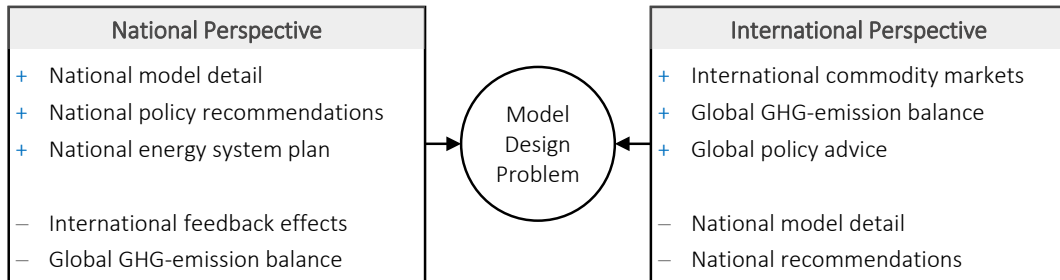 National Perspective
+ National model detail
+ National policy recommendations
+ National energy system plan
– International feedback effects
– Global GHG-emission balance
Model
Design
Problem
International Perspective
+ International commodity markets
+ Global GHG-emission balance
+ Global policy advice
– National model detail
– National recommendations